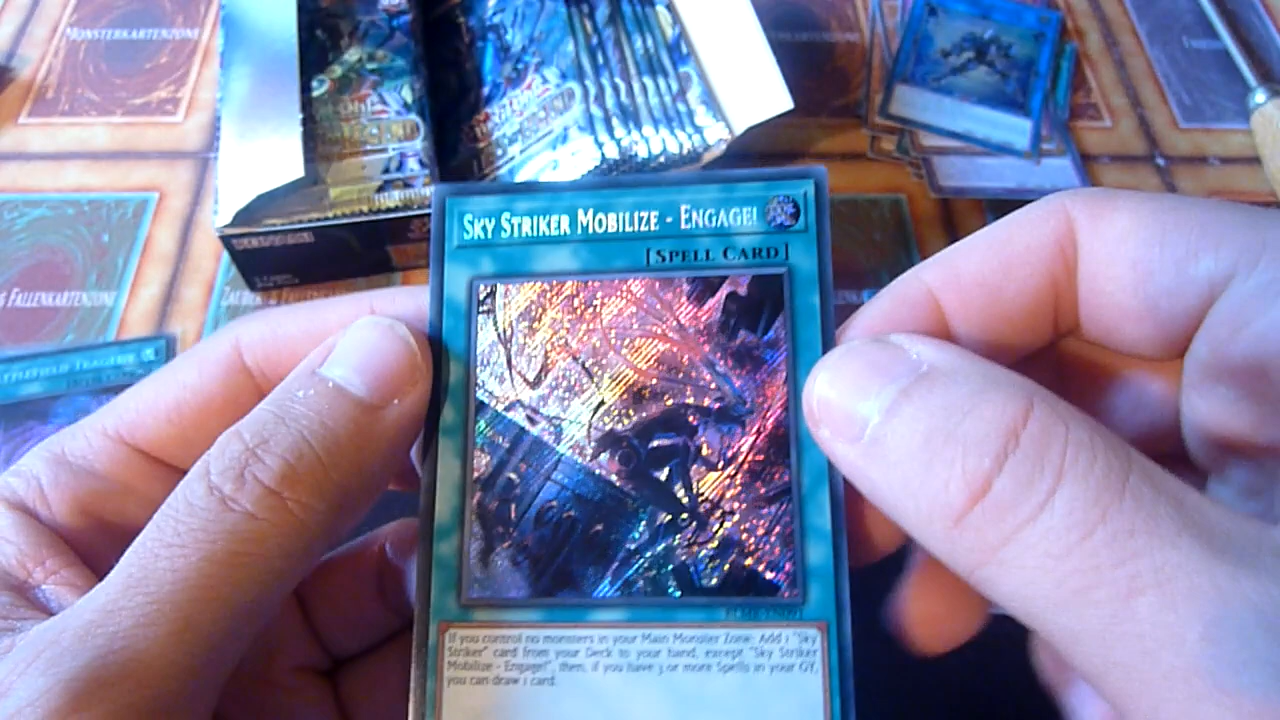 MONSTERKARTENZONE
SKY STRIKER MOBILIZE - ENGAGE!
[SPELL CARD]
FALLENKARTENZONE
If you control no monsters in your Main Monster Zone: Add 1 "Sky
Striker" card from your Deck to your hand, except "Sky Striker
Mobilize - Engage!", then, if you have 3 or more Spells in your GY,
you can draw 1 card.